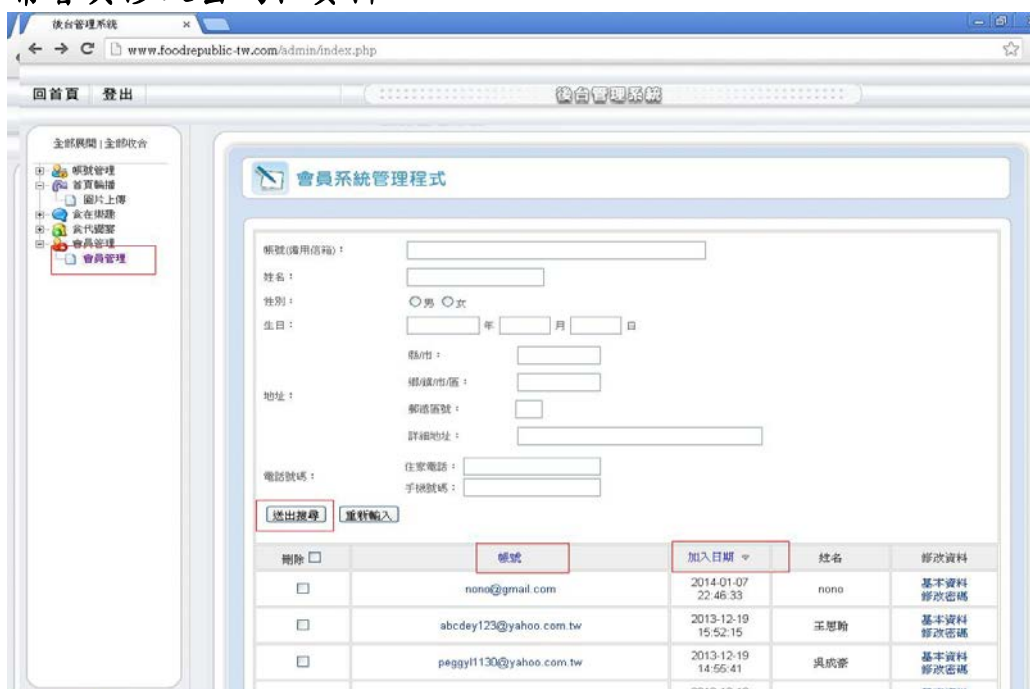 後台管理系統
www.foodrepublic-tw.com/admin/index.php
回首頁 登出
後台管理系統
全部展開 | 全部收合
帳號管理
首頁輪播
圖片上傳
會員管理
會員管理
會員系統管理程式
帳號(適用信箱)：
姓名：
性別： 男 女
生日： 年 月 日
地址：
縣/市：
鄉/鎮/市/區：
郵遞區號：
詳細地址：
電話號碼：
住家電話：
手機號碼：
送出搜尋 重新輸入
刪除 帳號 加入日期 姓名 修改資料
nono@gmail.com 2014-01-07 22:46:33 nono 基本資料 修改密碼
abcdey123@yahoo.com.tw 2013-12-19 15:52:15 王思翰 基本資料 修改密碼
peggyl1130@yahoo.com.tw 2013-12-19 14:55:41 吳欣豪 基本資料 修改密碼